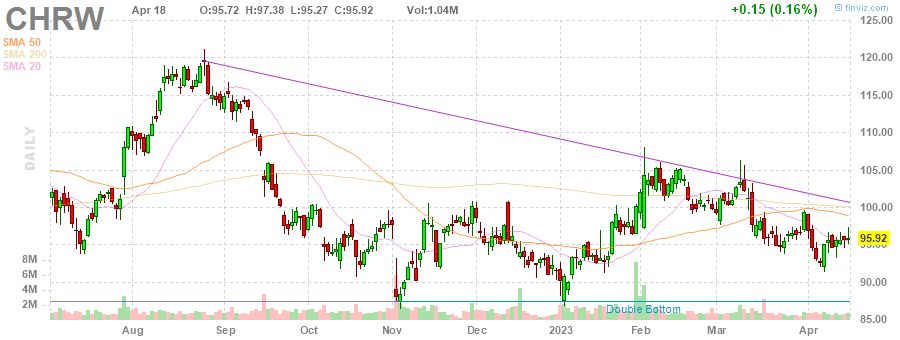 CHRW
Apr 18 O:95.72 H:97.38 L:95.27 C:95.92 Vol:1.04M
+0.15 (0.16%)
© finviz.com
SMA 50
SMA 200
SMA 20
DAILY
125.00
120.00
115.00
110.00
105.00
100.00
95.92
90.00
85.00
8M
6M
4M
2M
Double Bottom
Aug Sep Oct Nov Dec 2023 Feb Mar Apr